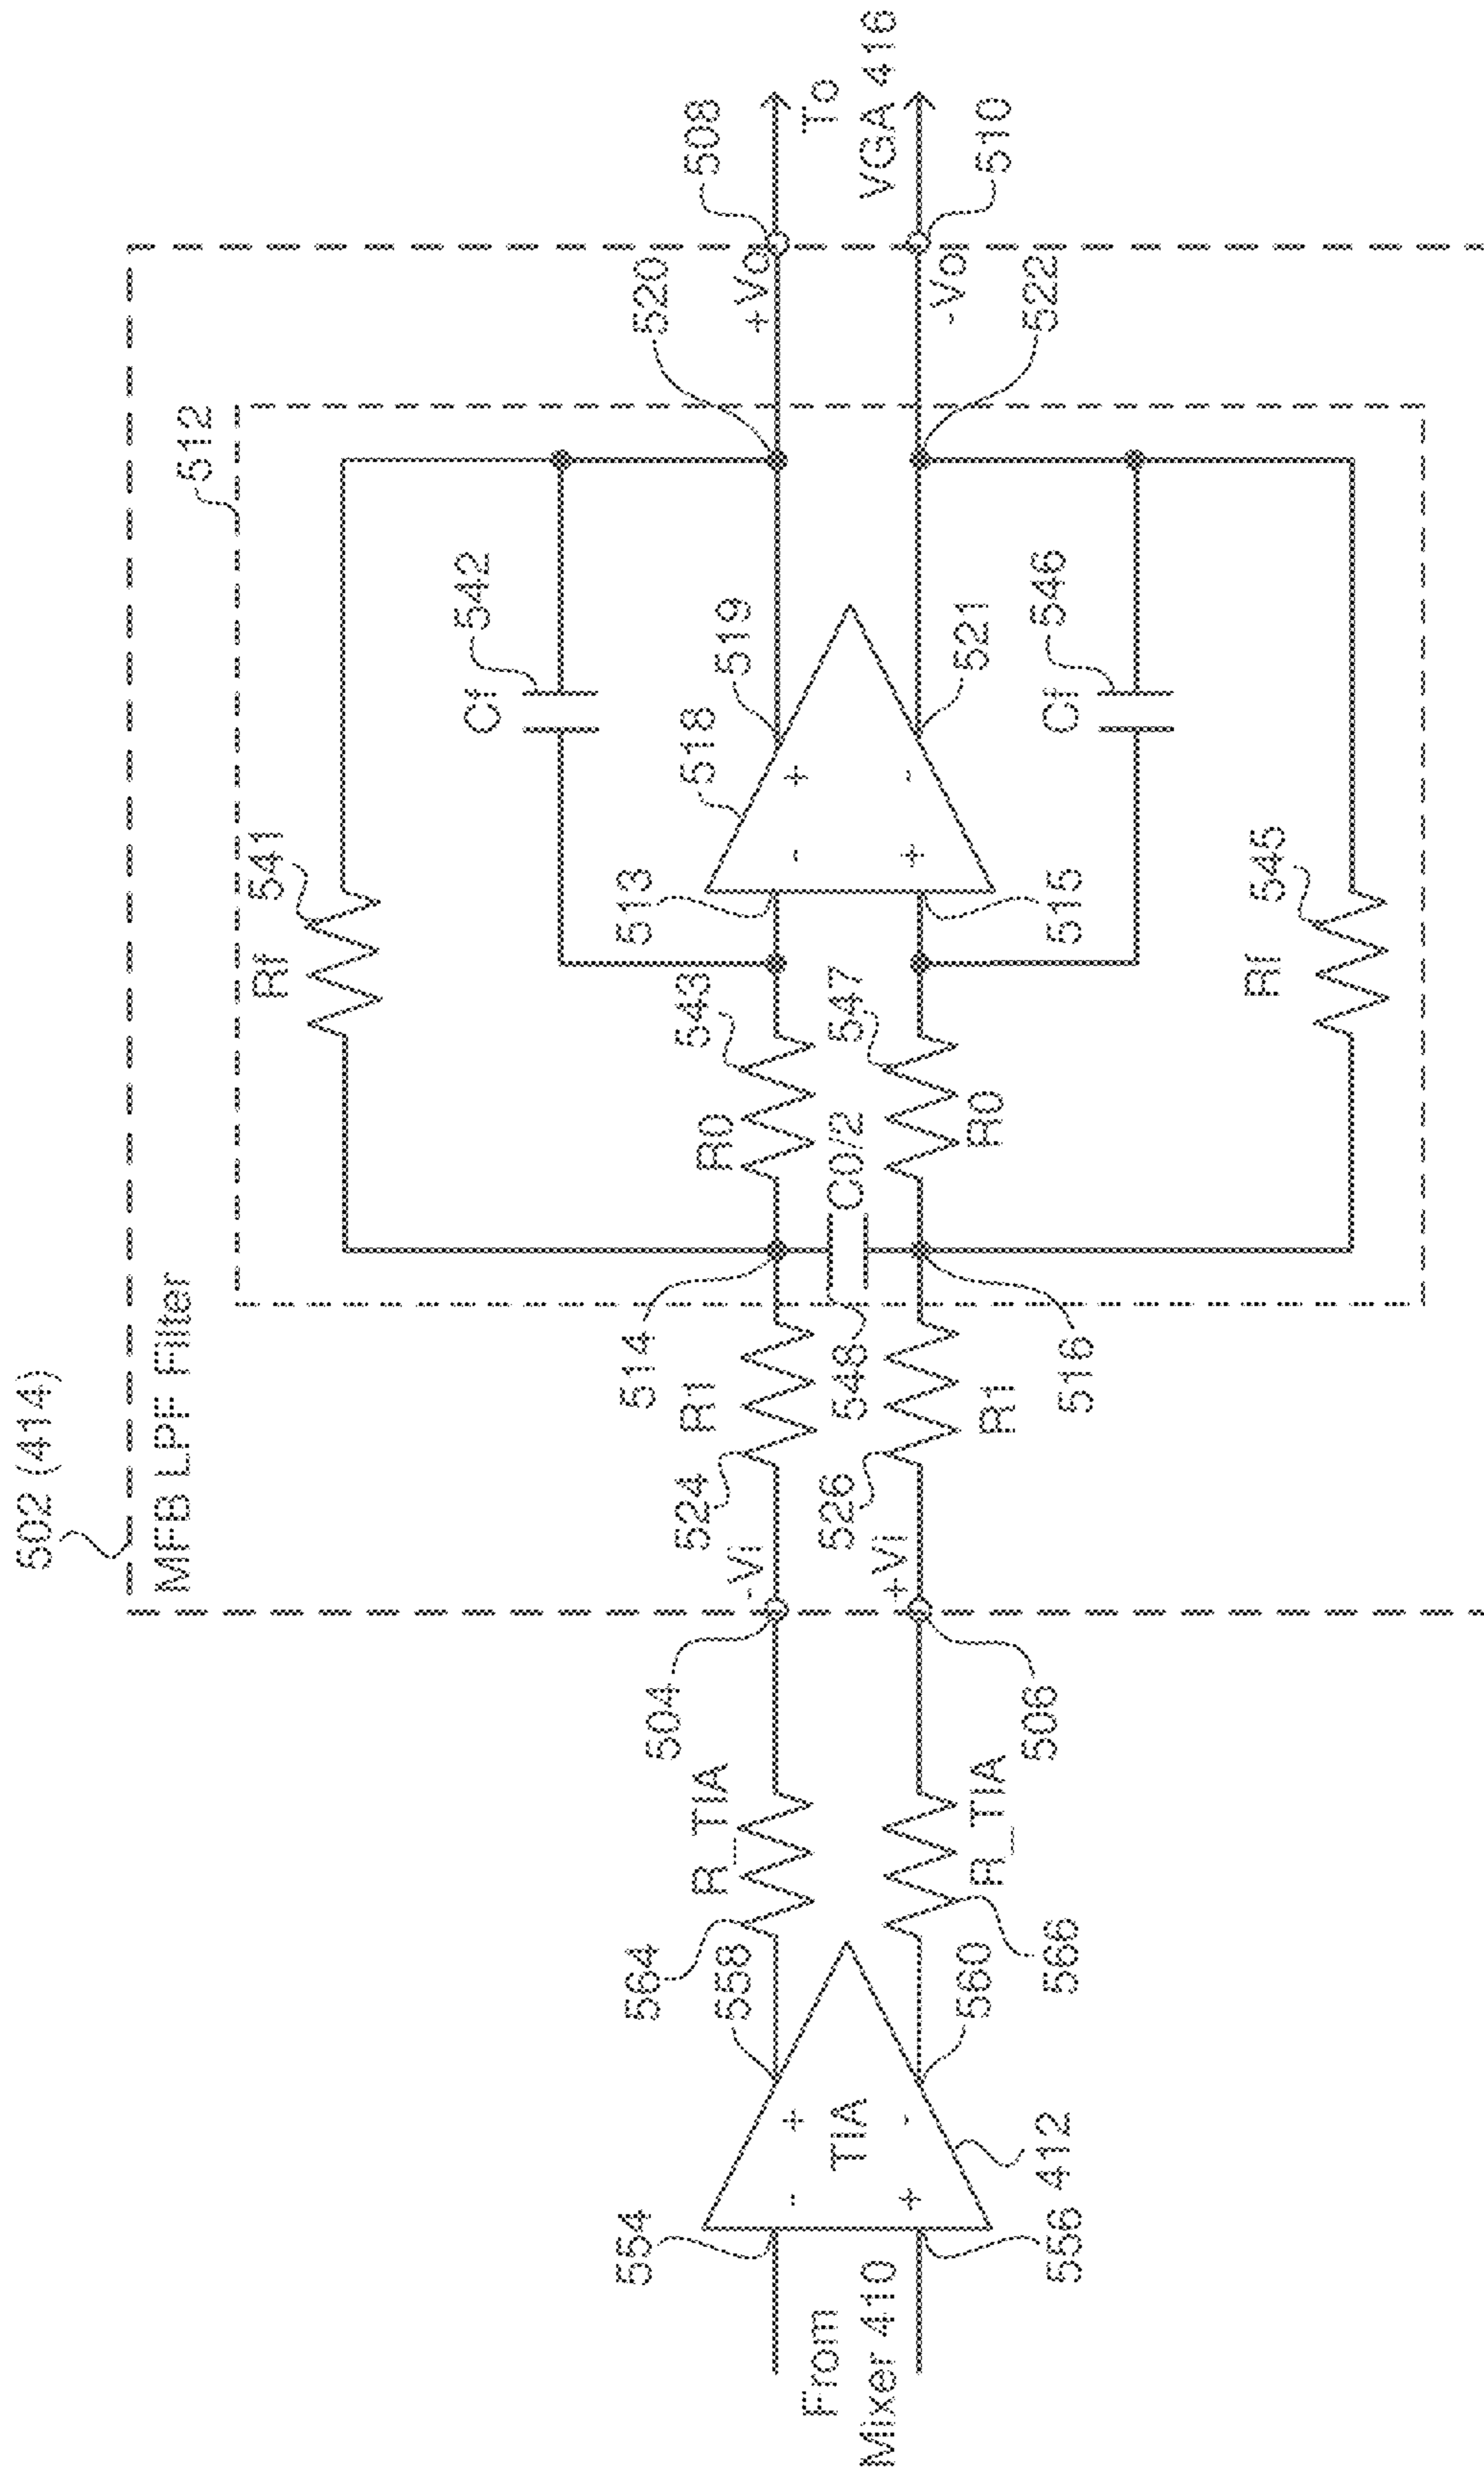 502 (414)
MFB LPF Filter
512
Rf
541
Cf
542
From
Mixer 410
554
556
TIA
-
+
+
-
412
558
560
564
R_TIA
R_TIA
566
504
506
-Vi
+Vi
524
R1
526
R1
514
516
548
C0/2
R0
543
R0
547
513
515
518
-
+
+
-
519
521
Cf
546
Rf
545
520
522
+Vo
-Vo
508
510
To
VGA 416